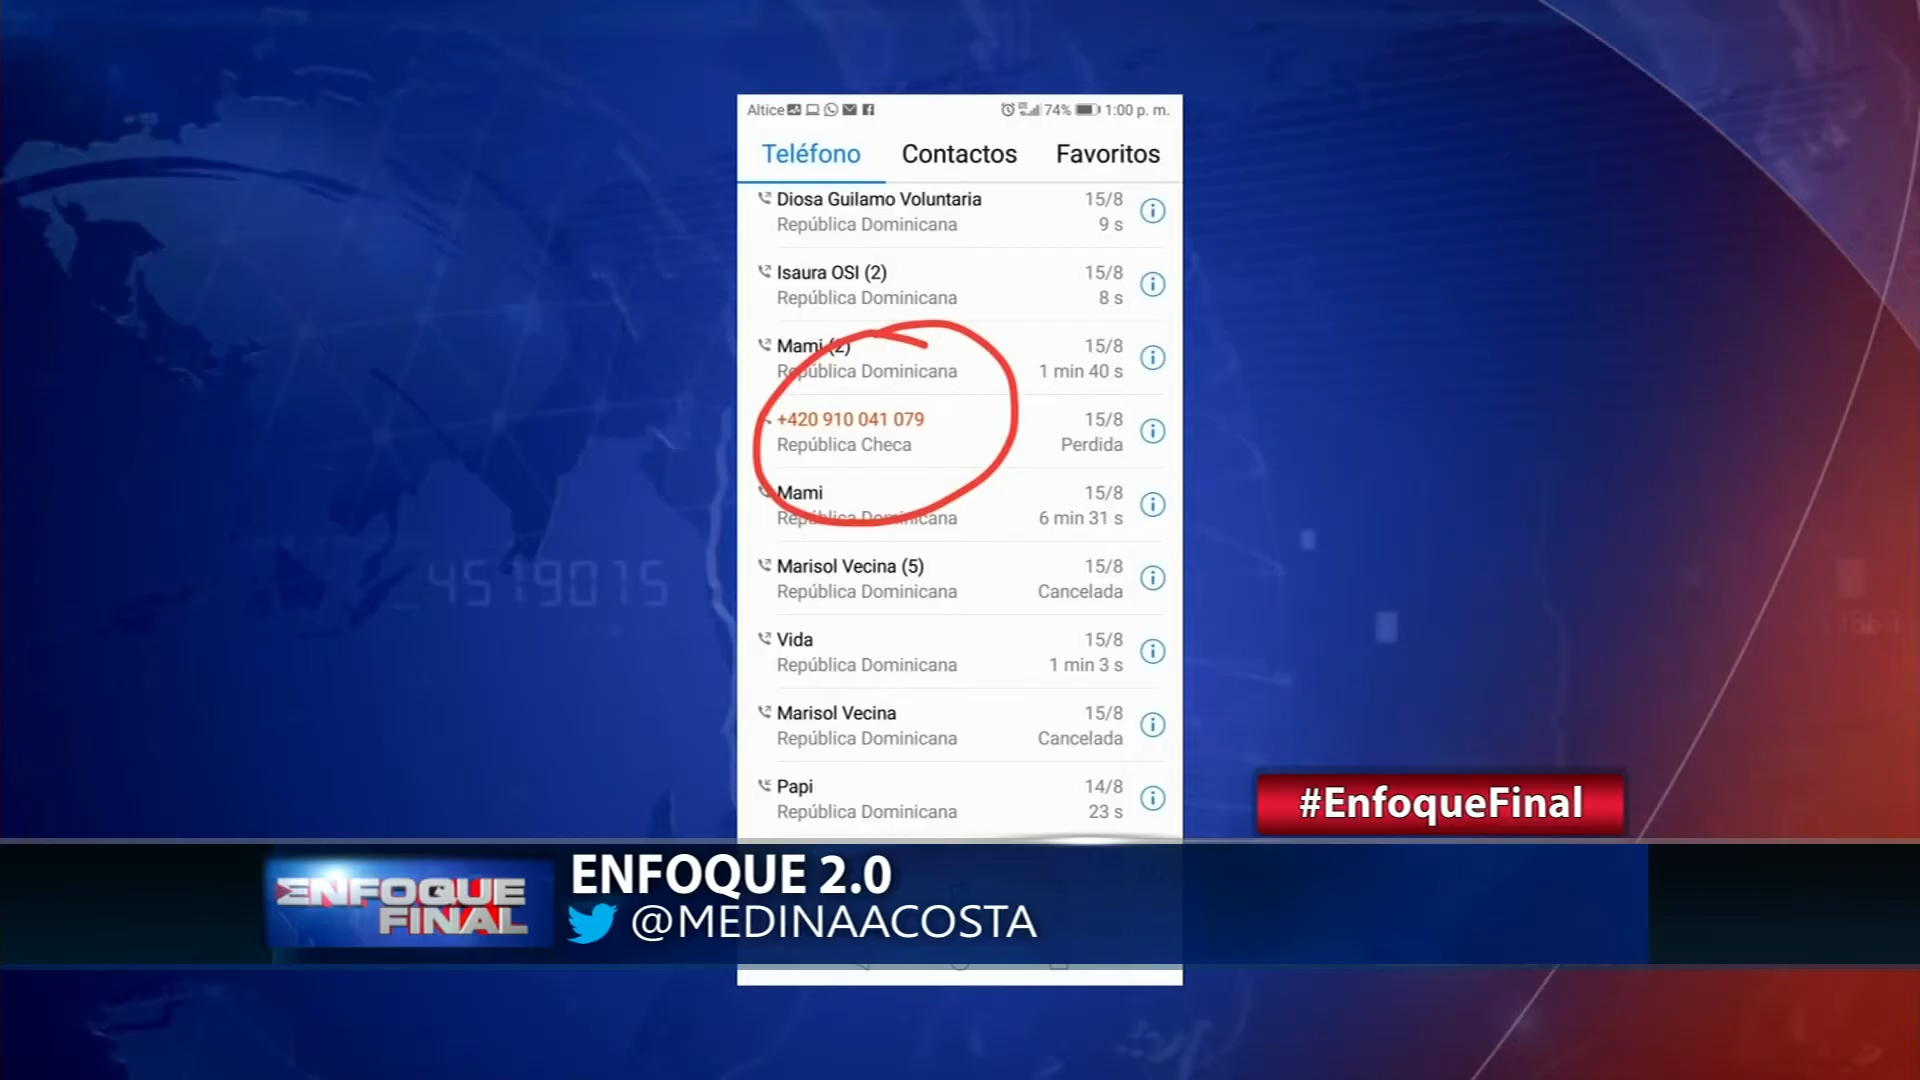 Altice 74% 1:00 p. m.
Teléfono Contactos Favoritos
Diosa Guilamo Voluntaria 15/8
República Dominicana 9 s
Isaura OSI (2) 15/8
República Dominicana 8 s
Mami (2) 15/8
República Dominicana 1 min 40 s
+420 910 041 079 15/8
República Checa Perdida
Mami 15/8
República Dominicana 6 min 31 s
Marisol Vecina (5) 15/8
República Dominicana Cancelada
Vida 15/8
República Dominicana 1 min 3 s
Marisol Vecina 15/8
República Dominicana Cancelada
Papi 14/8
República Dominicana 23 s
4519015
#EnfoqueFinal
ENFOQUE FINAL
ENFOQUE 2.0
@MEDINAACOSTA